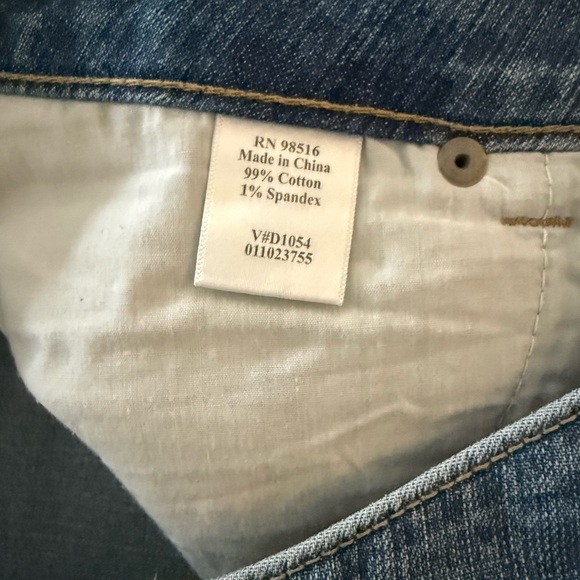 RN 98516
Made in China
99% Cotton
1% Spandex
V#D1054
011023755